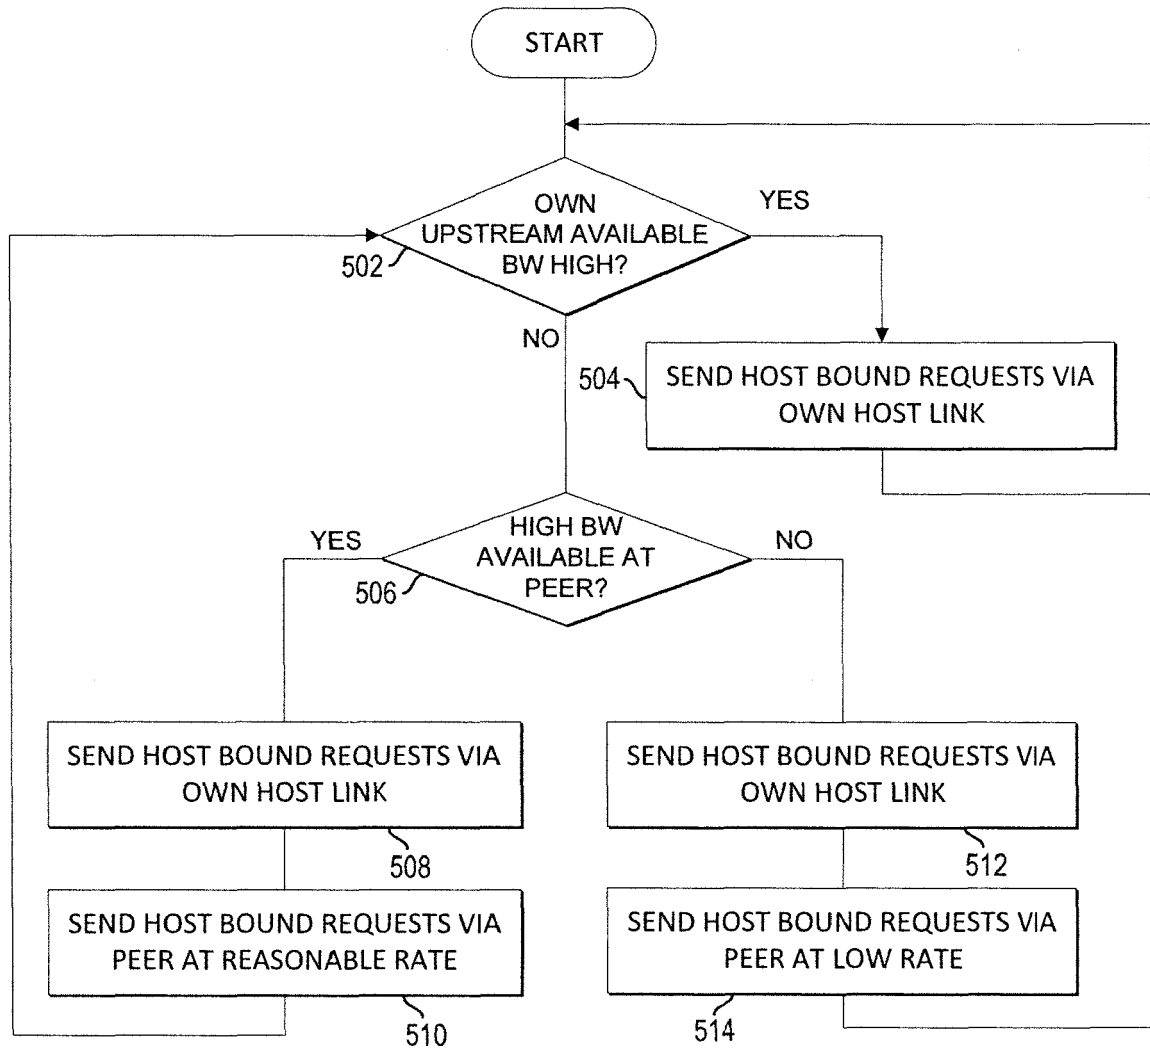 START
OWN
UPSTREAM AVAILABLE
BW HIGH?
YES
502
NO
504
SEND HOST BOUND REQUESTS VIA
OWN HOST LINK
HIGH BW
AVAILABLE AT
PEER?
YES
NO
506
SEND HOST BOUND REQUESTS VIA
OWN HOST LINK
508
SEND HOST BOUND REQUESTS VIA
PEER AT REASONABLE RATE
510
SEND HOST BOUND REQUESTS VIA
OWN HOST LINK
512
SEND HOST BOUND REQUESTS VIA
PEER AT LOW RATE
514